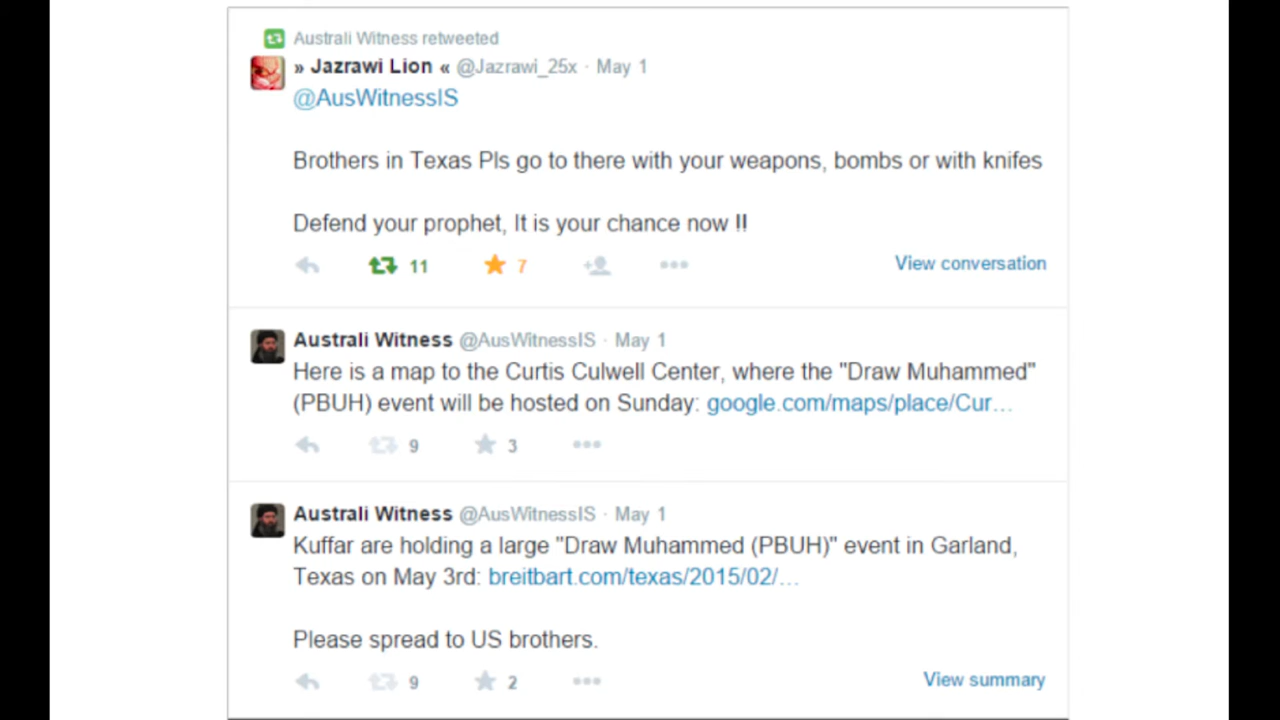 Australi Witness retweeted
» Jazrawi Lion « @Jazrawi_25x · May 1
@AusWitnessIS
Brothers in Texas Pls go to there with your weapons, bombs or with knifes
Defend your prophet, It is your chance now !!
11 7 View conversation
Australi Witness @AusWitnessIS · May 1
Here is a map to the Curtis Culwell Center, where the "Draw Muhammed"
(PBUH) event will be hosted on Sunday: google.com/maps/place/Cur…
9 3
Australi Witness @AusWitnessIS · May 1
Kuffar are holding a large "Draw Muhammed (PBUH)" event in Garland,
Texas on May 3rd: breitbart.com/texas/2015/02/…
Please spread to US brothers.
9 2 View summary